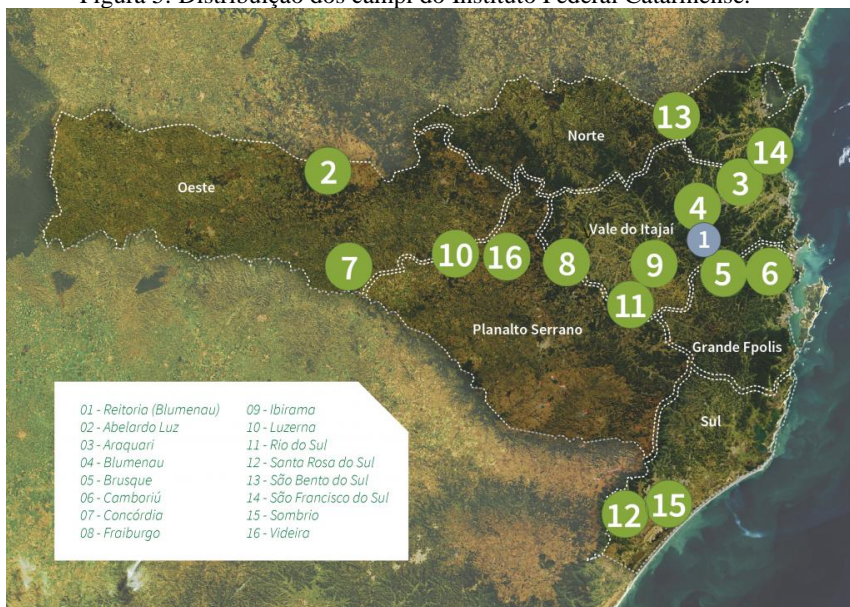 Figura 3: Distribuição dos campi do Instituto Federal Catarinense.
13
Norte
14
2
3
Oeste
4
Vale do Itajaí
1
7
10
16
8
9
5
6
11
Planalto Serrano
Grande Fpolis
Sul
12
15
01 - Reitoria (Blumenau)
02 - Abelardo Luz
03 - Araquari
04 - Blumenau
05 - Brusque
06 - Camboriú
07 - Concórdia
08 - Fraiburgo
09 - Ibirama
10 - Luzerna
11 - Rio do Sul
12 - Santa Rosa do Sul
13 - São Bento do Sul
14 - São Francisco do Sul
15 - Sombrio
16 - Videira